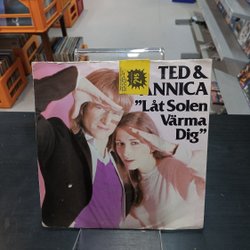 TED &
ANNICA
"Låt Solen
Värma
Dig"